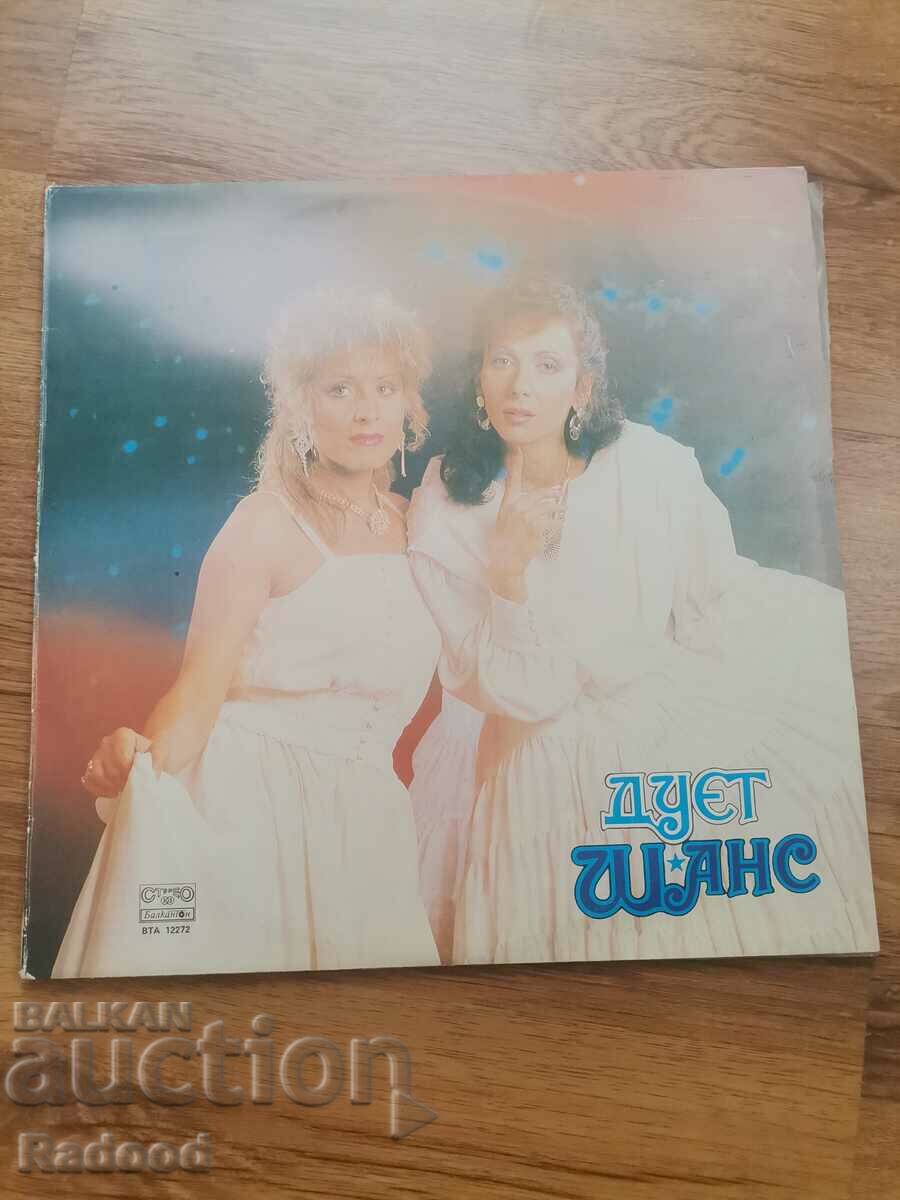 ДУЕТ
ШАНС
СТЕРЕО
Балкантон
ВТА 12272
BALKAN
auction
Radood